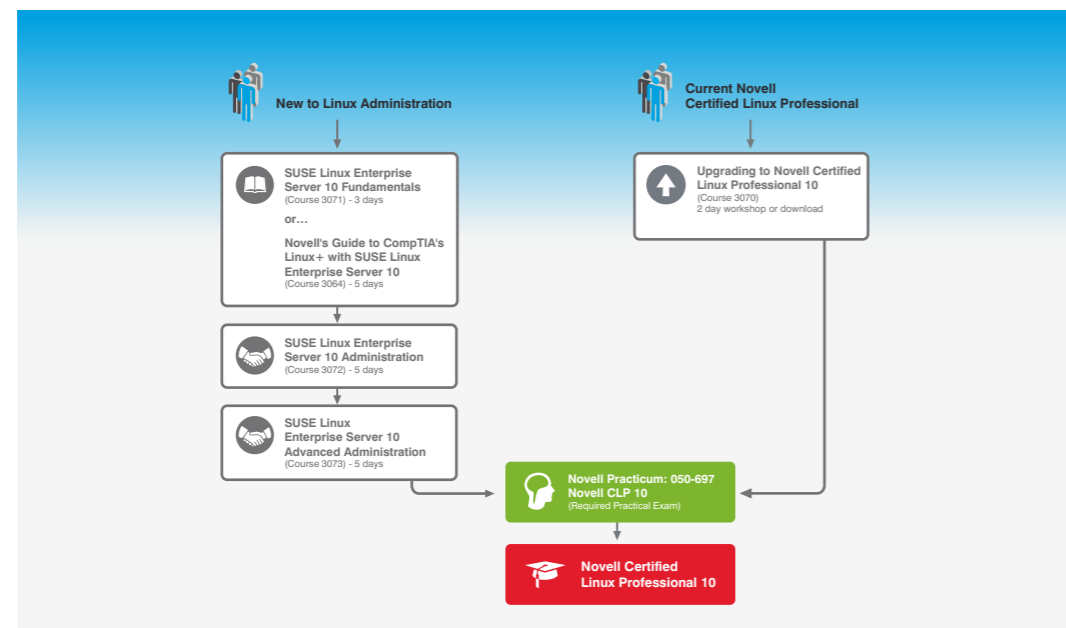 New to Linux Administration
SUSE Linux Enterprise
Server 10 Fundamentals
(Course 3071) - 3 days
or…
Novell's Guide to CompTIA's
Linux+ with SUSE Linux
Enterprise Server 10
(Course 3064) - 5 days
SUSE Linux Enterprise
Server 10 Administration
(Course 3072) - 5 days
SUSE Linux
Enterprise Server 10
Advanced Administration
(Course 3073) - 5 days
Current Novell
Certified Linux Professional
Upgrading to Novell Certified
Linux Professional 10
(Course 3070)
2 day workshop or download
Novell Practicum: 050-697
Novell CLP 10
(Required Practical Exam)
Novell Certified
Linux Professional 10